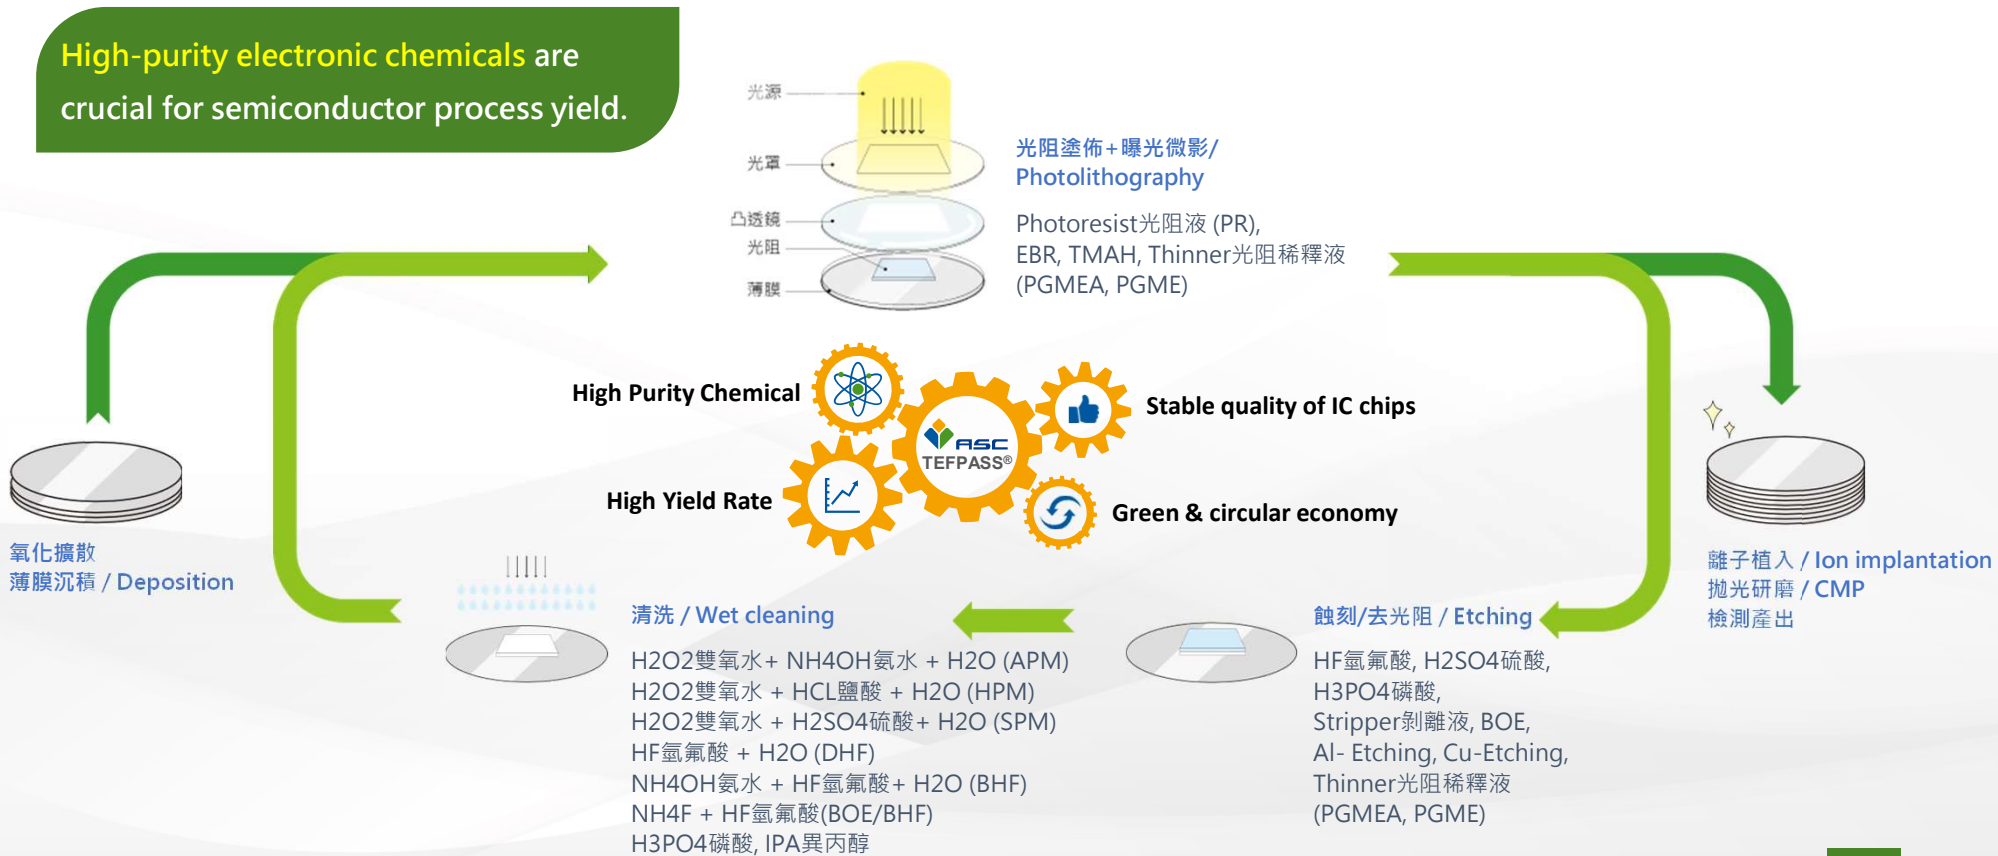 High-purity electronic chemicals are
crucial for semiconductor process yield.
光源
光罩
凸透鏡
光阻
薄膜
光阻塗佈+曝光微影/
Photolithography
Photoresist光阻液 (PR),
EBR, TMAH, Thinner光阻稀釋液
(PGMEA, PGME)
High Purity Chemical
Stable quality of IC chips
ASC
TEFPASS®
High Yield Rate
Green & circular economy
氧化擴散
薄膜沉積 / Deposition
離子植入 / Ion implantation
拋光研磨 / CMP
檢測產出
清洗 / Wet cleaning
H2O2雙氧水+ NH4OH氨水 + H2O (APM)
H2O2雙氧水 + HCL鹽酸 + H2O (HPM)
H2O2雙氧水 + H2SO4硫酸+ H2O (SPM)
HF氫氟酸 + H2O (DHF)
NH4OH氨水 + HF氫氟酸+ H2O (BHF)
NH4F + HF氫氟酸(BOE/BHF)
H3PO4磷酸, IPA異丙醇
蝕刻/去光阻 / Etching
HF氫氟酸, H2SO4硫酸,
H3PO4磷酸,
Stripper剝離液, BOE,
Al- Etching, Cu-Etching,
Thinner光阻稀釋液
(PGMEA, PGME)